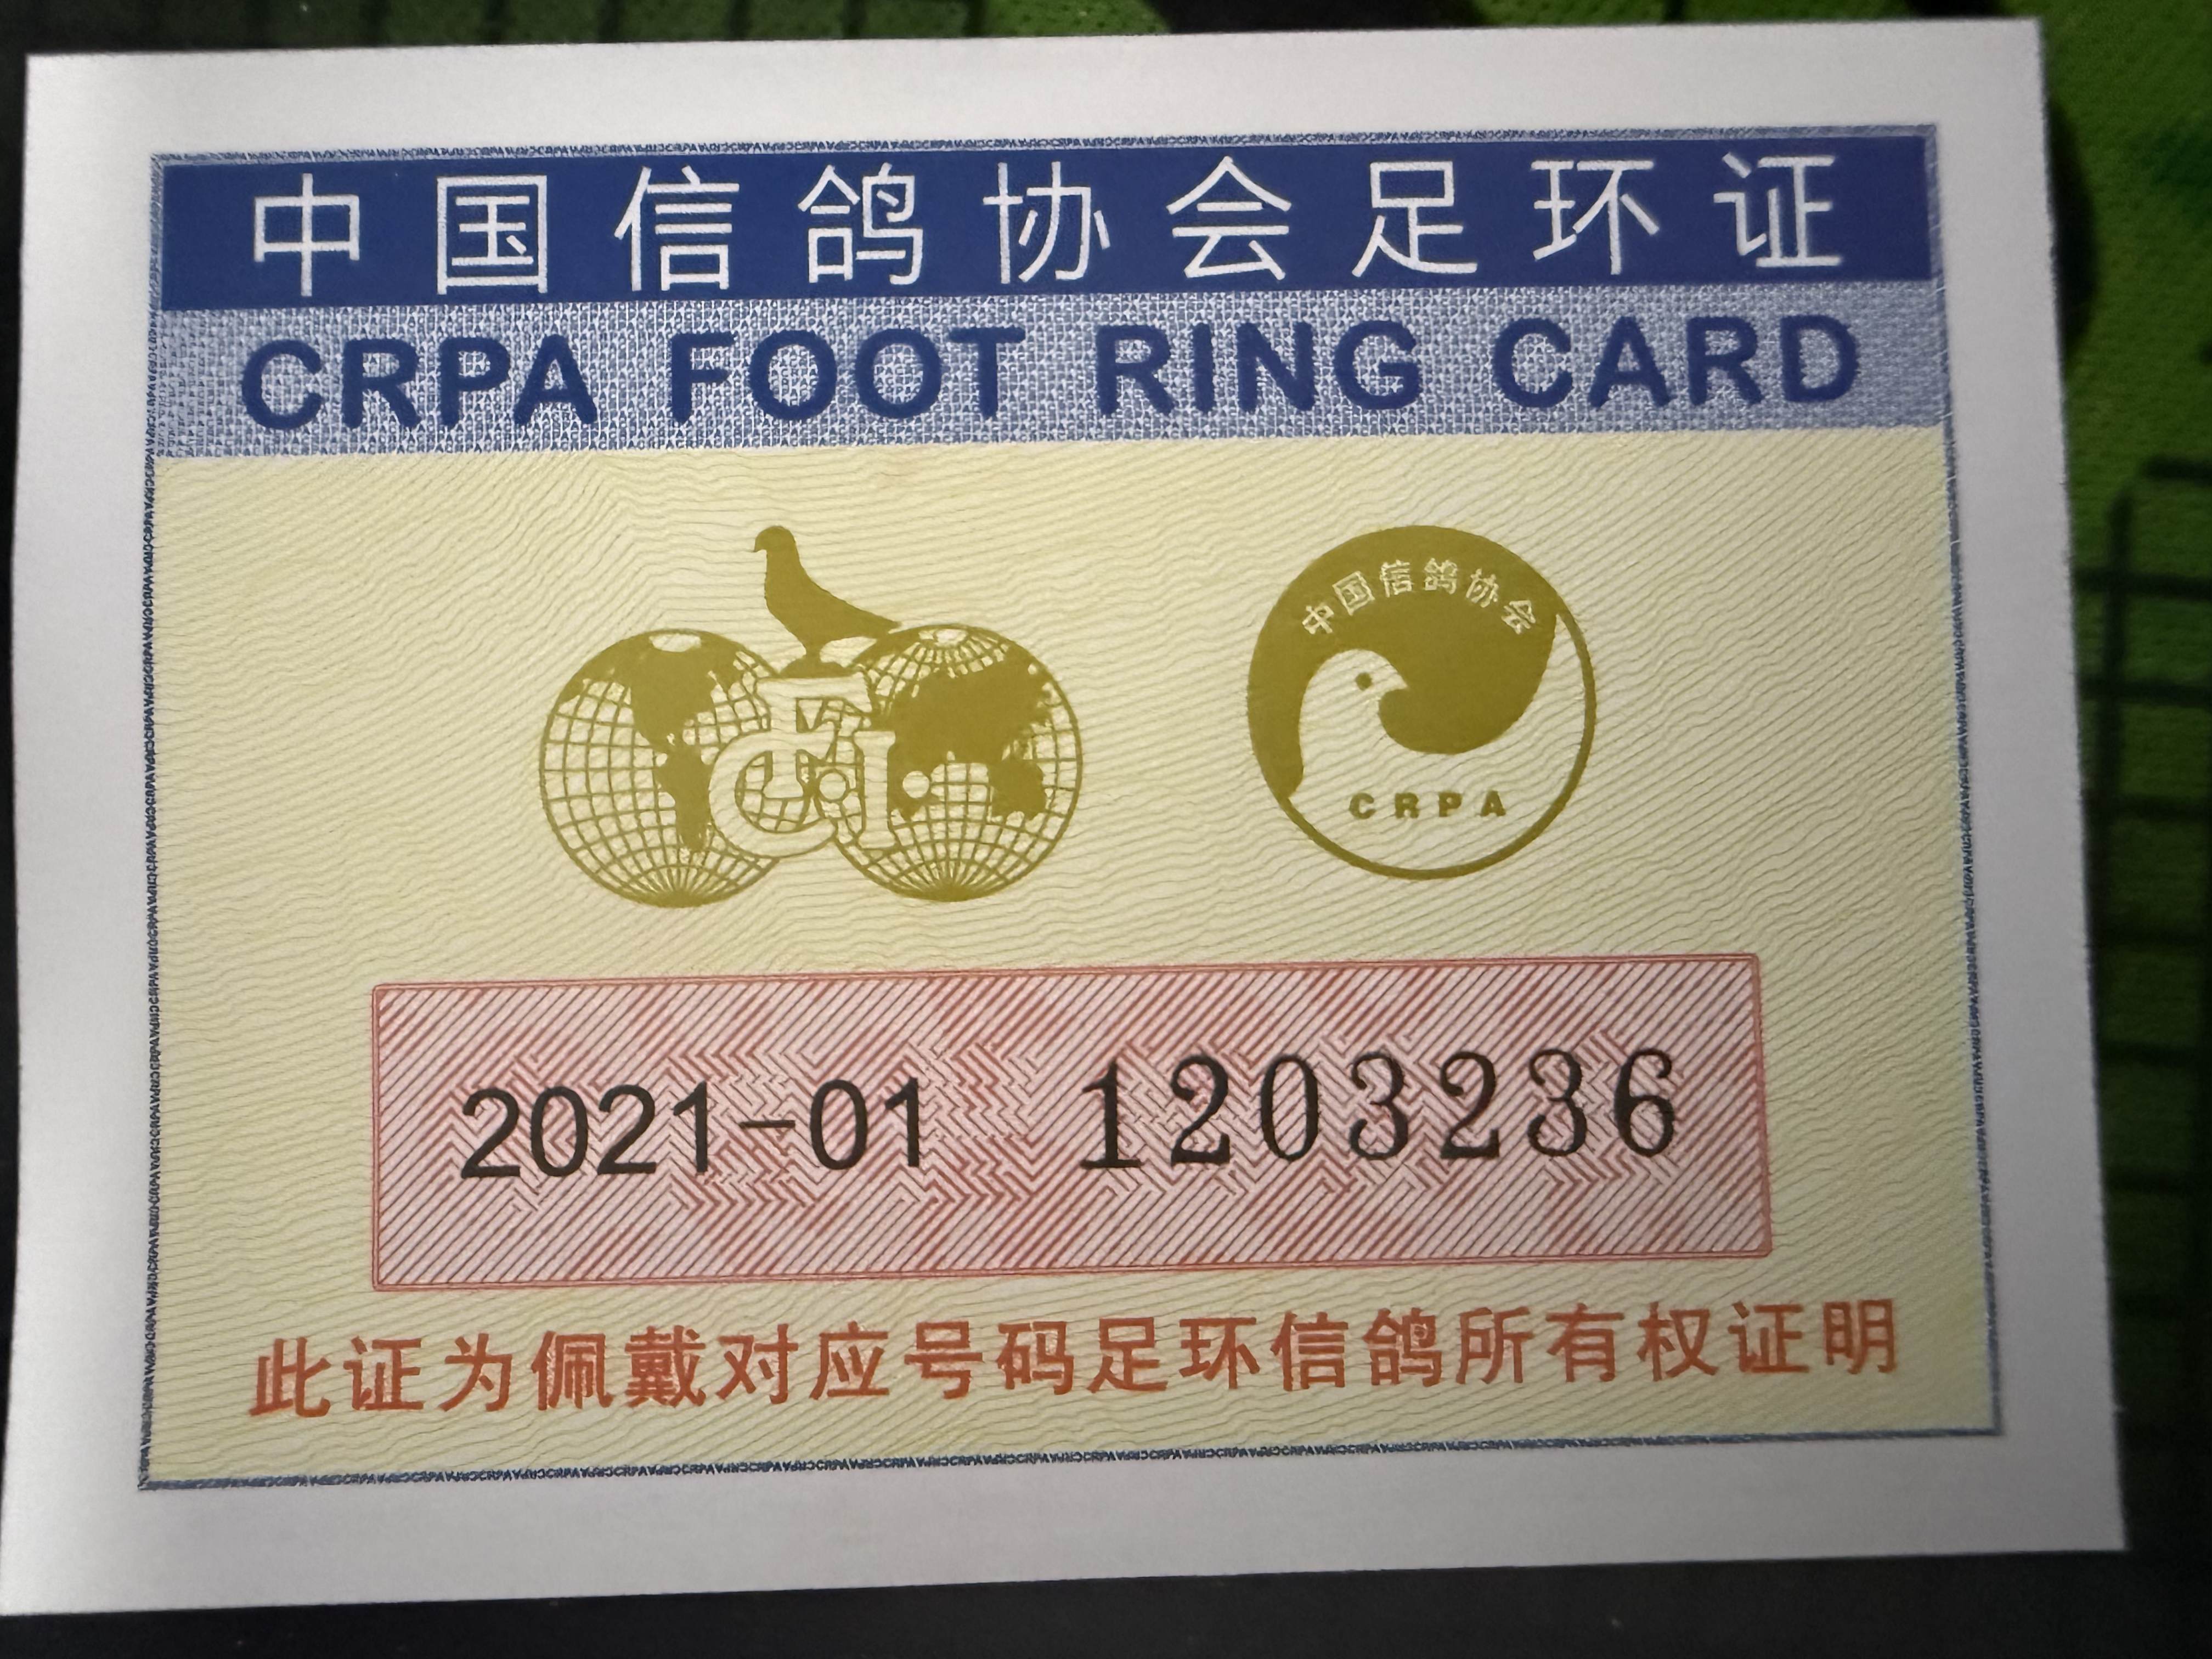 中国信鸽协会足环证
CRPA FOOT RING CARD
F
C I
中国信鸽协会
CRPA
2021-01 1203236
此证为佩戴对应号码足环信鸽所有权证明